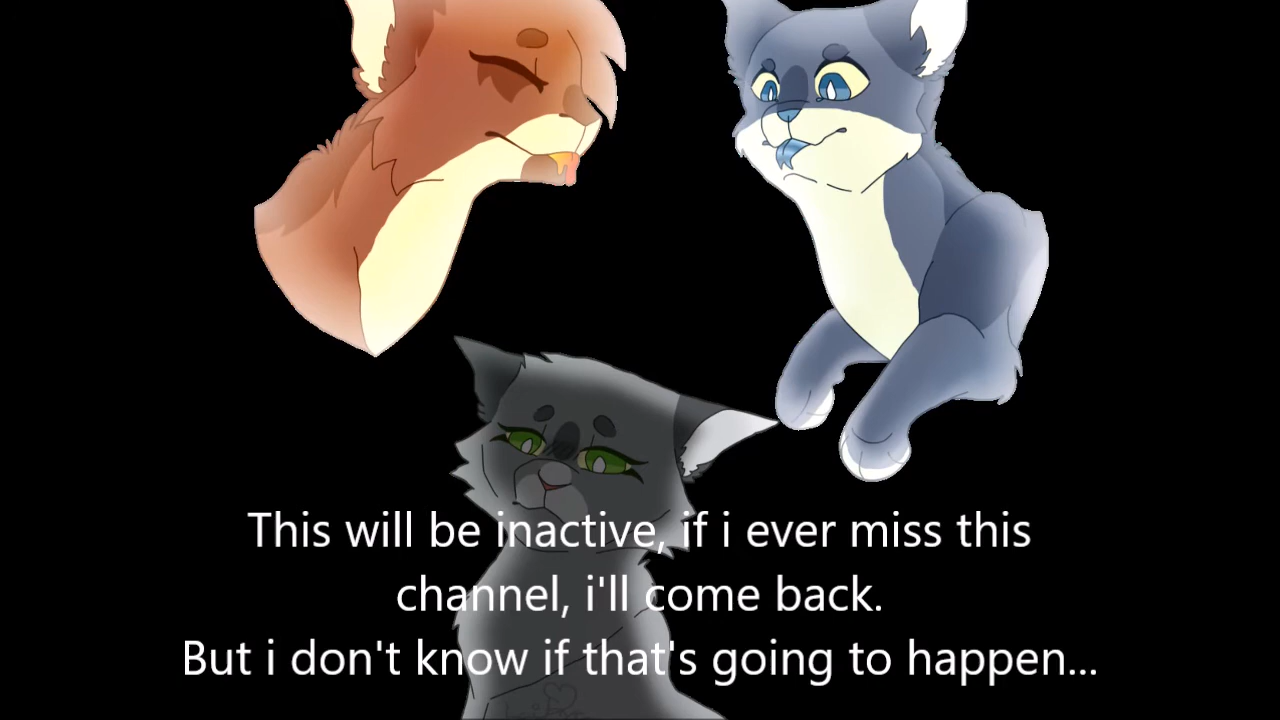 This will be inactive, if i ever miss this
channel, i'll come back.
But i don't know if that's going to happen...